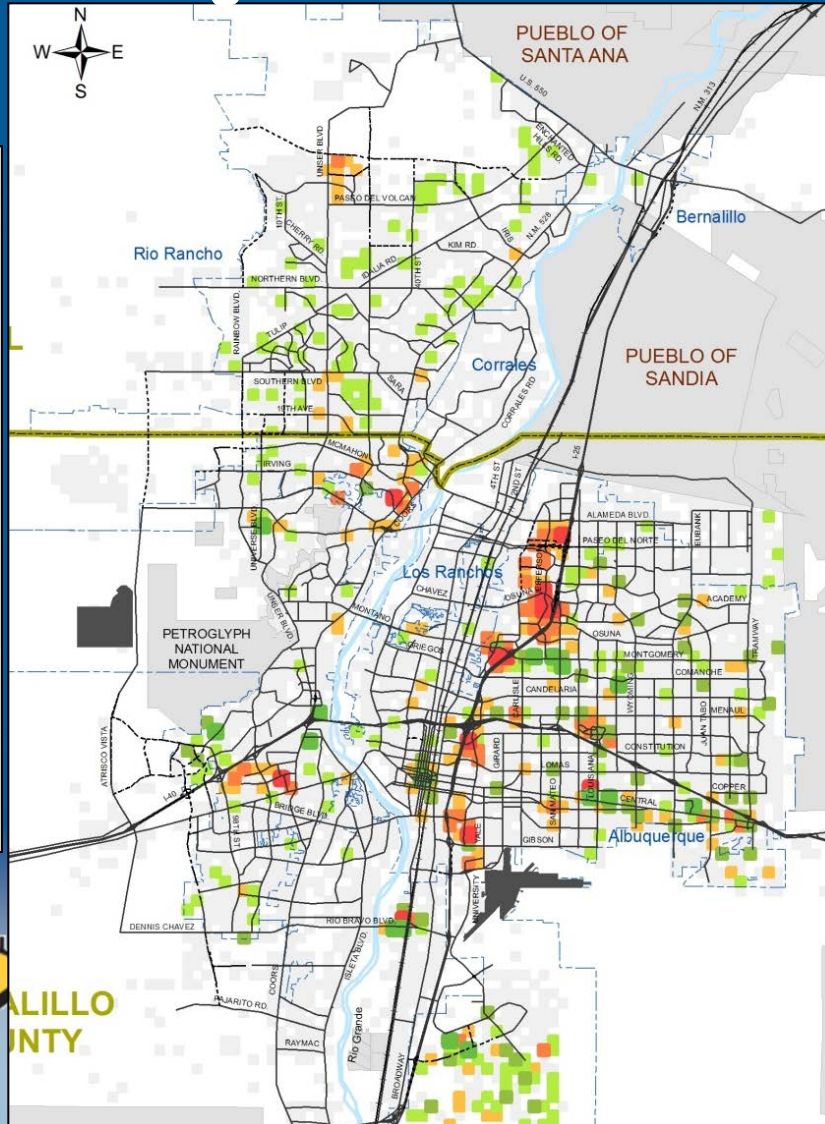 N
W E
S
PUEBLO OF
SANTA ANA
U.S. 550
N.M. 313
ENCHANTED
HILLS RD.
UNSER BLVD
PASEO DEL VOLCAN
10TH ST.
CHERRY RD
IRIS
N.M. 528
Bernalillo
Rio Rancho
KIM RD.
IDALIA RD.
40TH ST
NORTHERN BLVD.
RAINBOW BLVD.
TULIP
L
Corrales
PUEBLO OF
SANDIA
SOUTHERN BLVD
SARA
CORRALES RD
19TH AVE.
MCMAHON
IRVING
I-25
4TH ST
2ND ST
COORS
UNIVERSE BLVD.
ALAMEDA BLVD.
PASEO DEL NORTE
EUBANK
JEFFERSON
Los Ranchos
CHAVEZ
OSUNA
ACADEMY
UNSER BLVD.
MONTANO
OSUNA
TRAMWAY
PETROGLYPH
NATIONAL
MONUMENT
GRIEGOS
MONTGOMERY
COMANCHE
CARLISLE
CANDELARIA
WYOMING
MENAUL
JUAN TABO
ATRISCO VISTA
GIRARD
CONSTITUTION
LOMAS
LOUISIANA
COPPER
I-40
98TH ST
BRIDGE BLVD.
SAN MATEO
CENTRAL
YALE
GIBSON
Albuquerque
UNIVERSITY
DENNIS CHAVEZ
RIO BRAVO BLVD.
ISLETA BLVD.
COORS
PAJARITO RD.
ALILLO
UNTY
RAYMAC
Rio Grande
BROADWAY